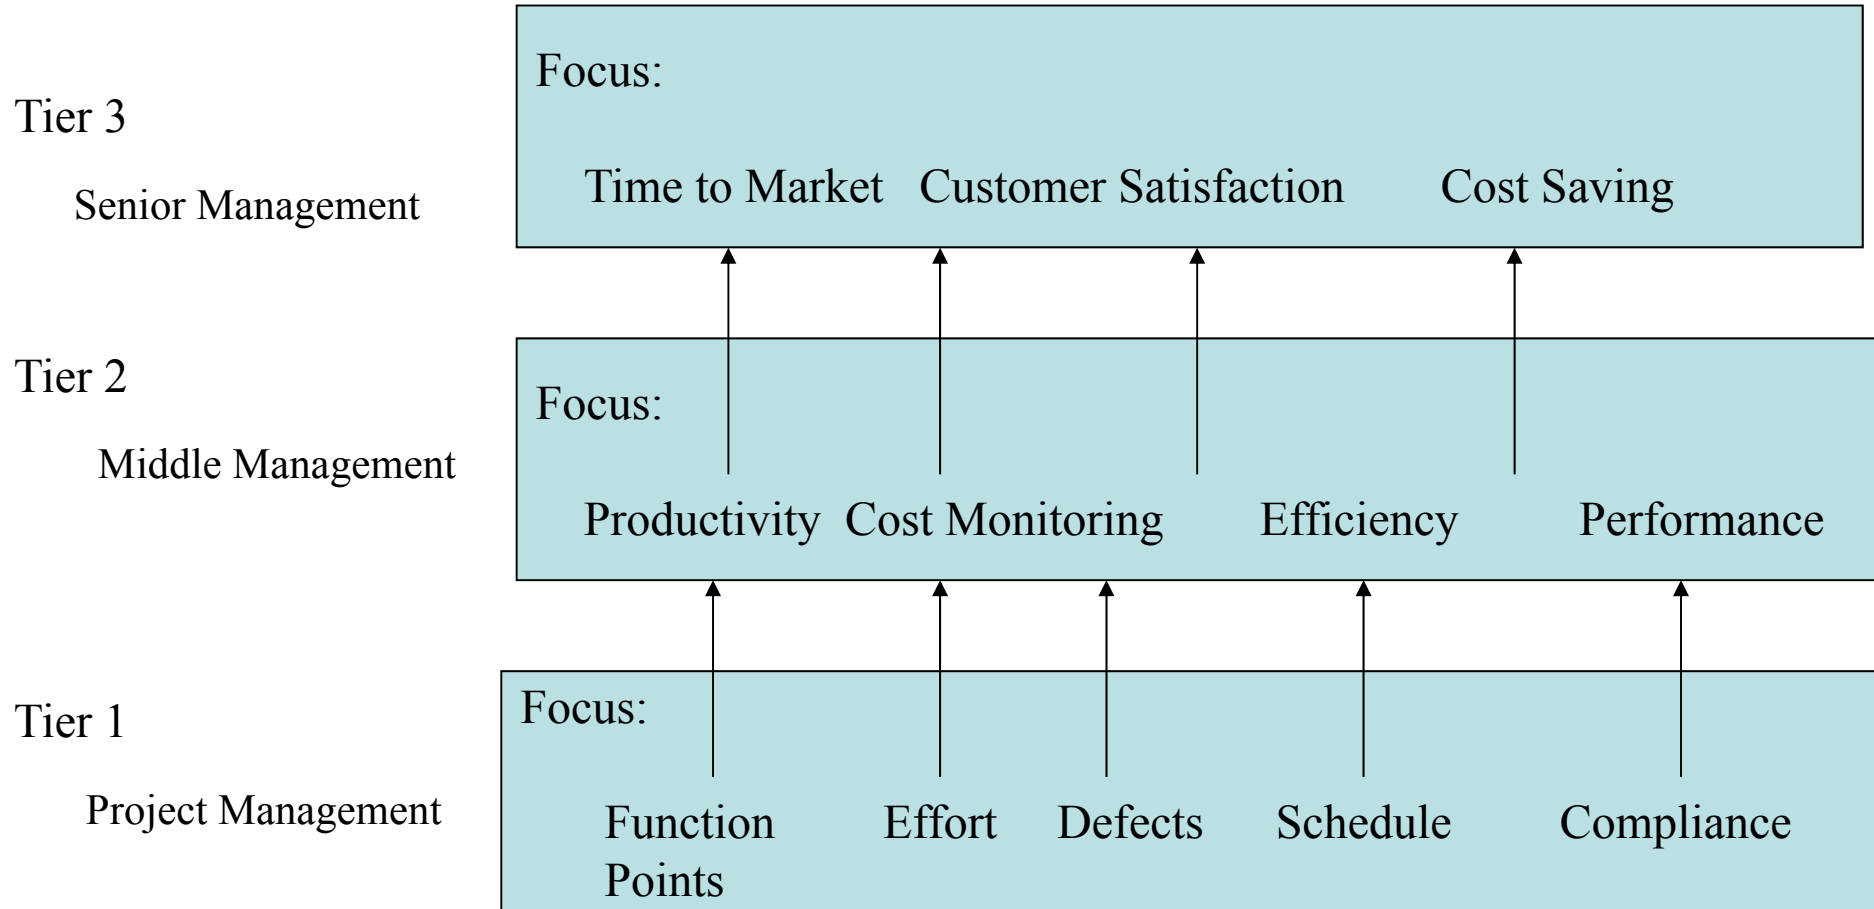 Tier 3
Senior Management
Focus:
Time to Market Customer Satisfaction Cost Saving
Tier 2
Middle Management
Focus:
Productivity Cost Monitoring Efficiency Performance
Tier 1
Project Management
Focus:
Function Effort Defects Schedule Compliance
Points